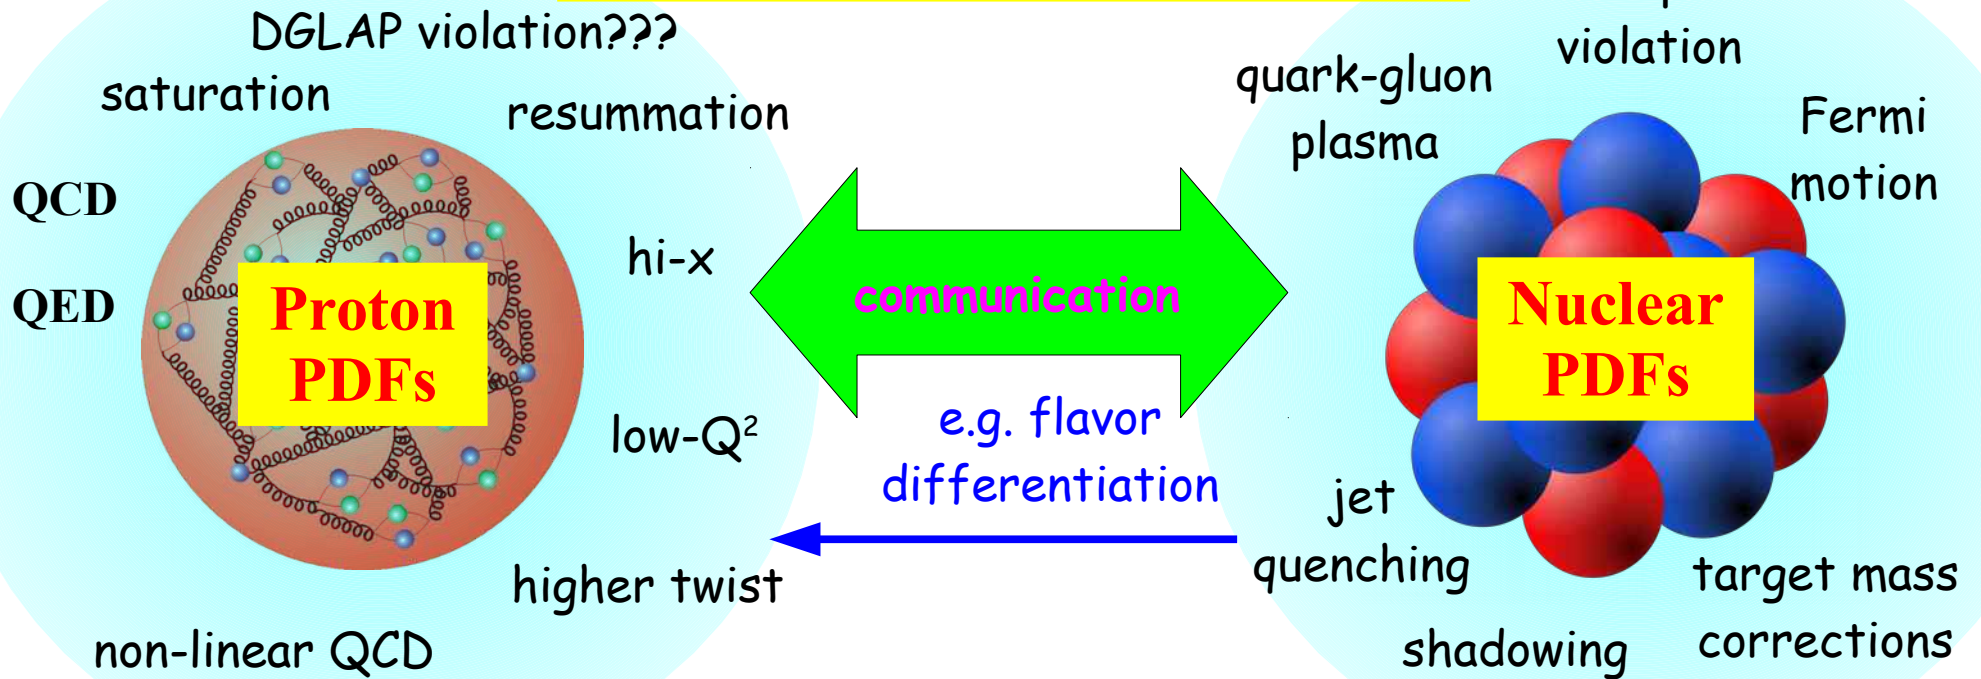 DGLAP violation???
saturation
resummation
QCD
QED
Proton
PDFs
hi-x
low-Q²
higher twist
non-linear QCD
communication
e.g. flavor
differentiation
violation
quark-gluon
plasma
Fermi
motion
Nuclear
PDFs
jet
quenching
target mass
corrections
shadowing